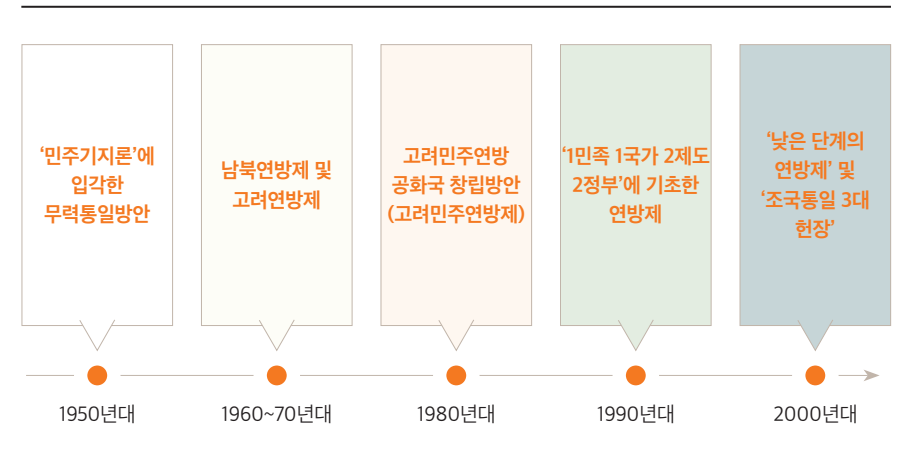 ‘민주기지론’에
입각한
무력통일방안
남북연방제 및
고려연방제
고려민주연방
공화국 창립방안
(고려민주연방제)
‘1민족 1국가 2제도
2정부’에 기초한
연방제
‘낮은 단계의
연방제’ 및
‘조국통일 3대
헌장’
1950년대
1960~70년대
1980년대
1990년대
2000년대